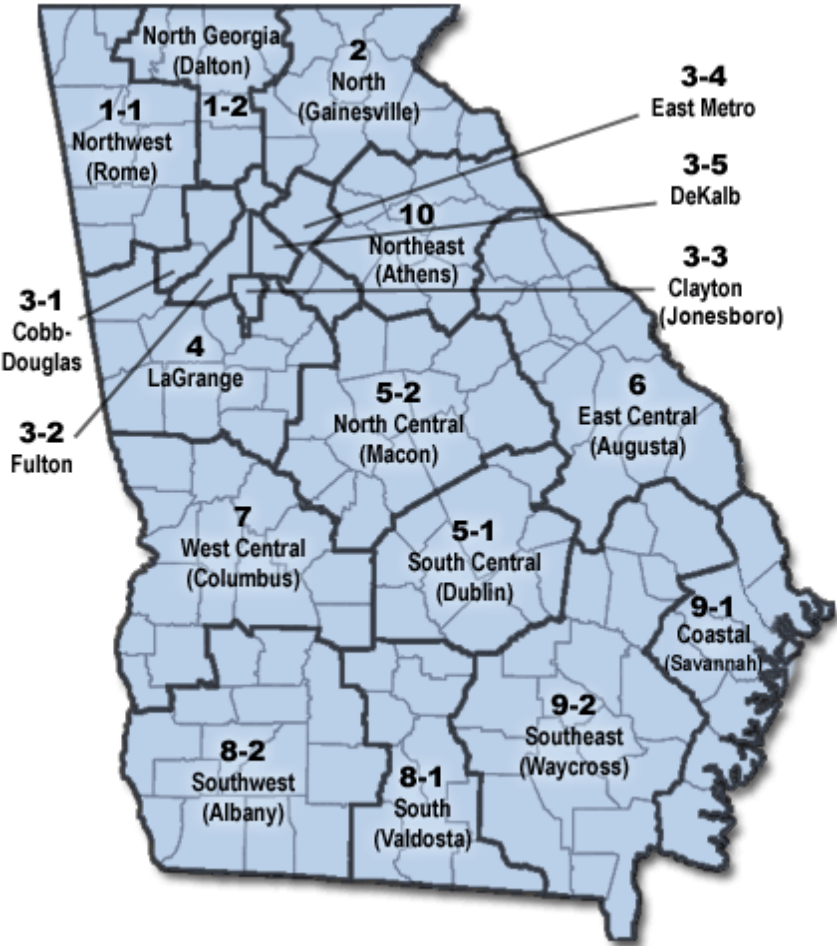 North Georgia
(Dalton)
1-2
2
North
(Gainesville)
1-1
Northwest
(Rome)
3-4
East Metro
3-5
DeKalb
10
Northeast
(Athens)
3-3
Clayton
(Jonesboro)
3-1
Cobb-
Douglas
4
LaGrange
3-2
Fulton
5-2
North Central
(Macon)
6
East Central
(Augusta)
7
West Central
(Columbus)
5-1
South Central
(Dublin)
9-1
Coastal
(Savannah)
9-2
Southeast
(Waycross)
8-2
Southwest
(Albany)
8-1
South
(Valdosta)